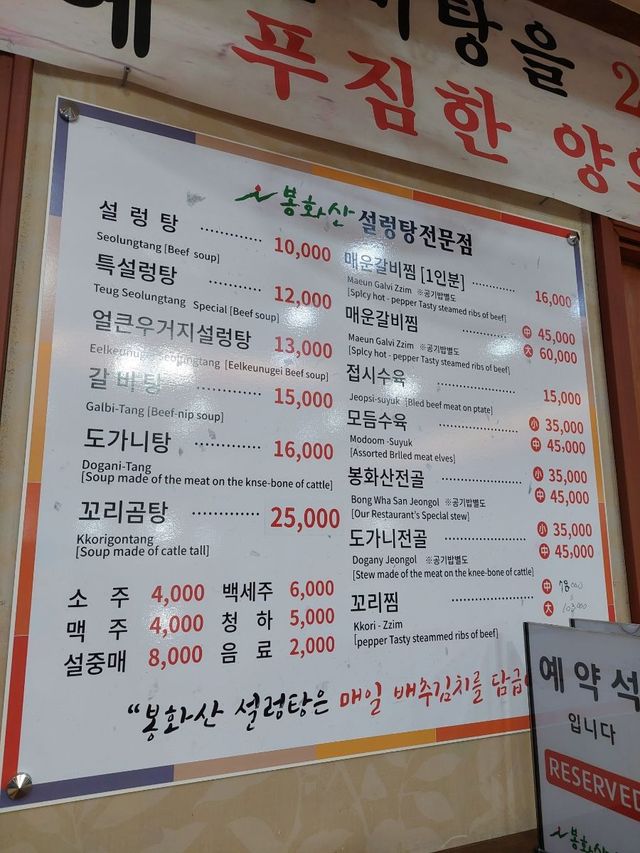 탕을 2
푸짐한 양
봉화산 설렁탕전문점
설렁탕 ············ 10,000
Seolungtang [Beef soup]
특설렁탕 ············ 12,000
Teug Seolungtang Special [Beef soup]
얼큰우거지설렁탕 13,000
Eelkeunugei Seolungtang [Eelkeunugei Beef soup]
갈비탕 ············ 15,000
Galbi-Tang [Beef-nip soup]
도가니탕 ············ 16,000
Dogani-Tang
[Soup made of the meat on the knse-bone of cattle]
꼬리곰탕 ············ 25,000
Kkorigontang
[Soup made of catle tall]
소 주 4,000 백세주 6,000
맥 주 4,000 청 하 5,000
설중매 8,000 음 료 2,000
매운갈비찜 [1인분] ············ 16,000
Maeun Galvi Zzim ※공기밥별도
[Splcy hot - pepper Tasty steamed ribs of beef]
매운갈비찜 ············ 中 45,000
大 60,000
Maeun Galvi Zzim ※공기밥별도
[Splcy hot - pepper Tasty steamed ribs of beef]
접시수육 ············ 15,000
Jeopsi-suyuk [Bled beef meat on ptate]
모듬수육 ············ 小 35,000
中 45,000
Modoom -Suyuk
[Assorted Brlled meat elves]
봉화산전골 ············ 小 35,000
中 45,000
Bong Wha San Jeongol ※공기밥별도
[Our Restaurant's Special stew]
도가니전골 ············ 小 35,000
中 45,000
Dogany Jeongol ※공기밥별도
[Stew made of the meat on the knee-bone of cattle]
꼬리찜 ············ 中
大
Kkori - Zzim
[pepper Tasty steammed ribs of beef]
"봉화산 설렁탕은 매일 배추김치를 담급
예약석
입니다
RESERVED
봉화산